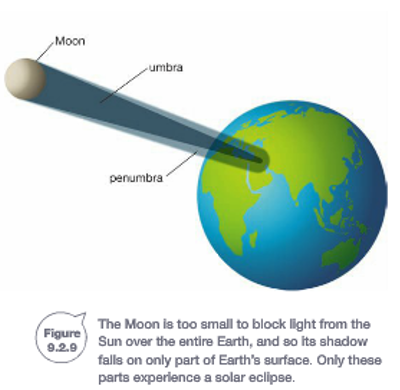 Moon
umbra
penumbra
Figure
9.2.9
The Moon is too small to block light from the
Sun over the entire Earth, and so its shadow
falls on only part of Earth's surface. Only these
parts experience a solar eclipse.